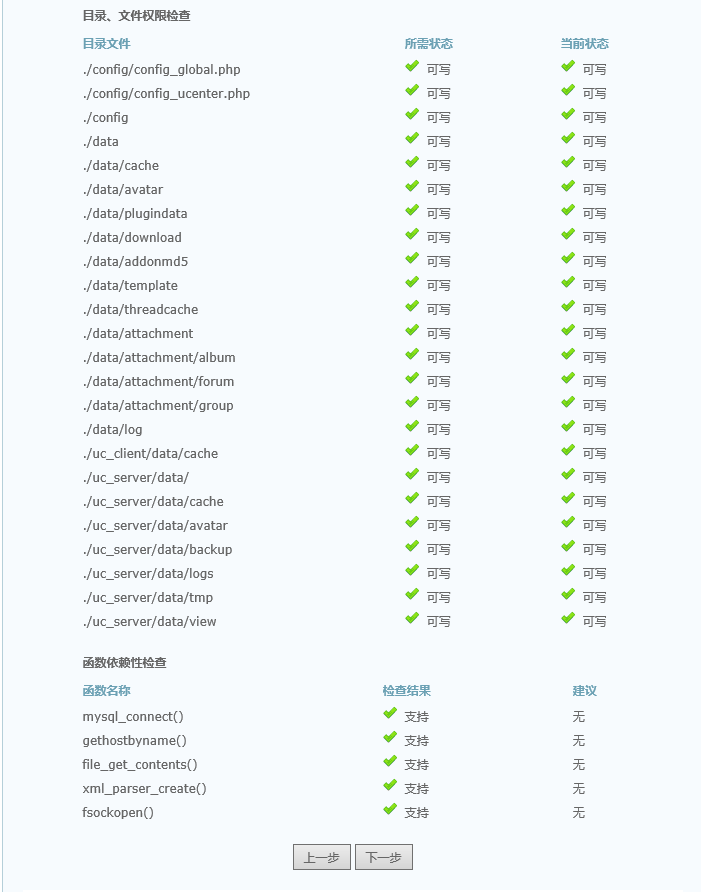 目录、文件权限检查
目录文件 所需状态 当前状态
./config/config_global.php 可写 可写
./config/config_ucenter.php 可写 可写
./config 可写 可写
./data 可写 可写
./data/cache 可写 可写
./data/avatar 可写 可写
./data/plugindata 可写 可写
./data/download 可写 可写
./data/addonmd5 可写 可写
./data/template 可写 可写
./data/threadcache 可写 可写
./data/attachment 可写 可写
./data/attachment/album 可写 可写
./data/attachment/forum 可写 可写
./data/attachment/group 可写 可写
./data/log 可写 可写
./uc_client/data/cache 可写 可写
./uc_server/data/ 可写 可写
./uc_server/data/cache 可写 可写
./uc_server/data/avatar 可写 可写
./uc_server/data/backup 可写 可写
./uc_server/data/logs 可写 可写
./uc_server/data/tmp 可写 可写
./uc_server/data/view 可写 可写
函数依赖性检查
函数名称 检查结果 建议
mysql_connect() 支持 无
gethostbyname() 支持 无
file_get_contents() 支持 无
xml_parser_create() 支持 无
fsockopen() 支持 无
上一步 下一步